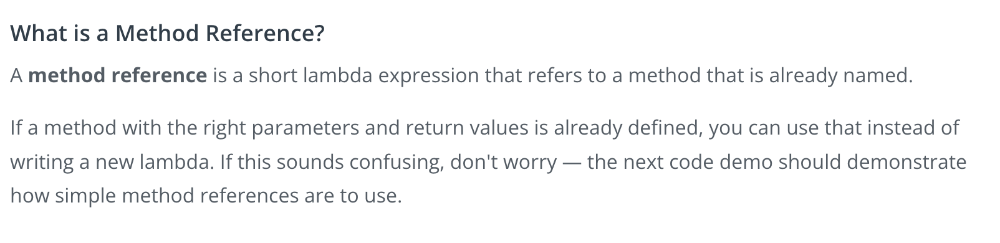 What is a Method Reference?
A method reference is a short lambda expression that refers to a method that is already named.
If a method with the right parameters and return values is already defined, you can use that instead of
writing a new lambda. If this sounds confusing, don't worry — the next code demo should demonstrate
how simple method references are to use.